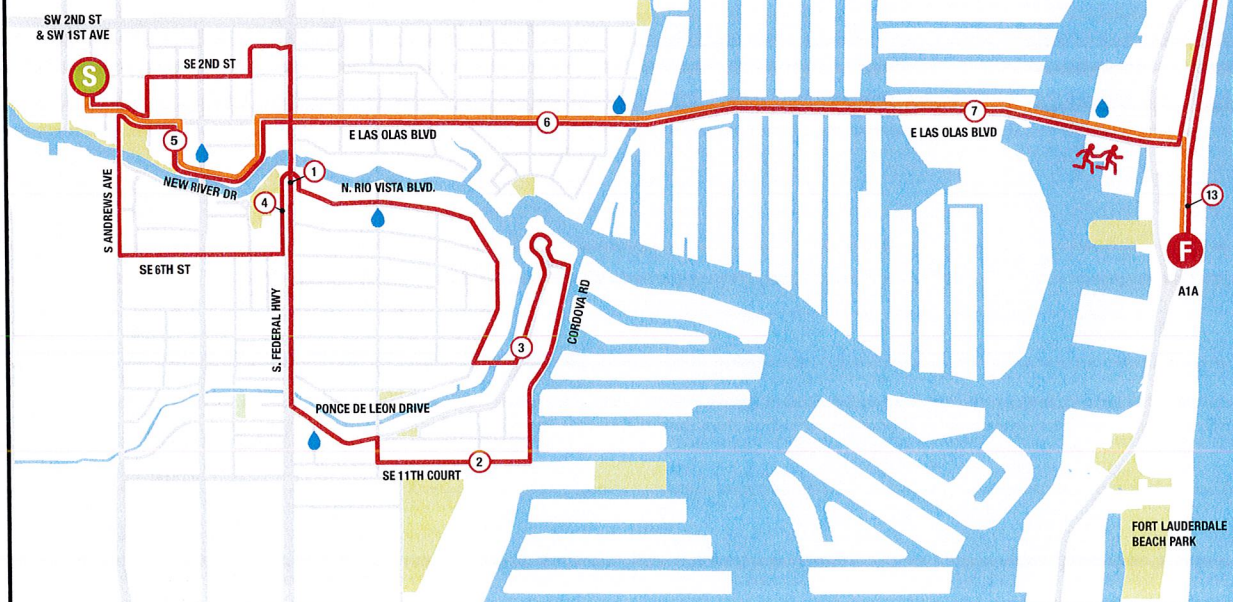 SW 2ND ST
& SW 1ST AVE
S
SE 2ND ST
6
7
E LAS OLAS BLVD
E LAS OLAS BLVD
5
NEW RIVER DR
1
N. RIO VISTA BLVD.
4
13
S ANDREWS AVE
SE 6TH ST
F
A1A
CORDOVA RD
S. FEDERAL HWY
3
PONCE DE LEON DRIVE
2
SE 11TH COURT
FORT LAUDERDALE
BEACH PARK